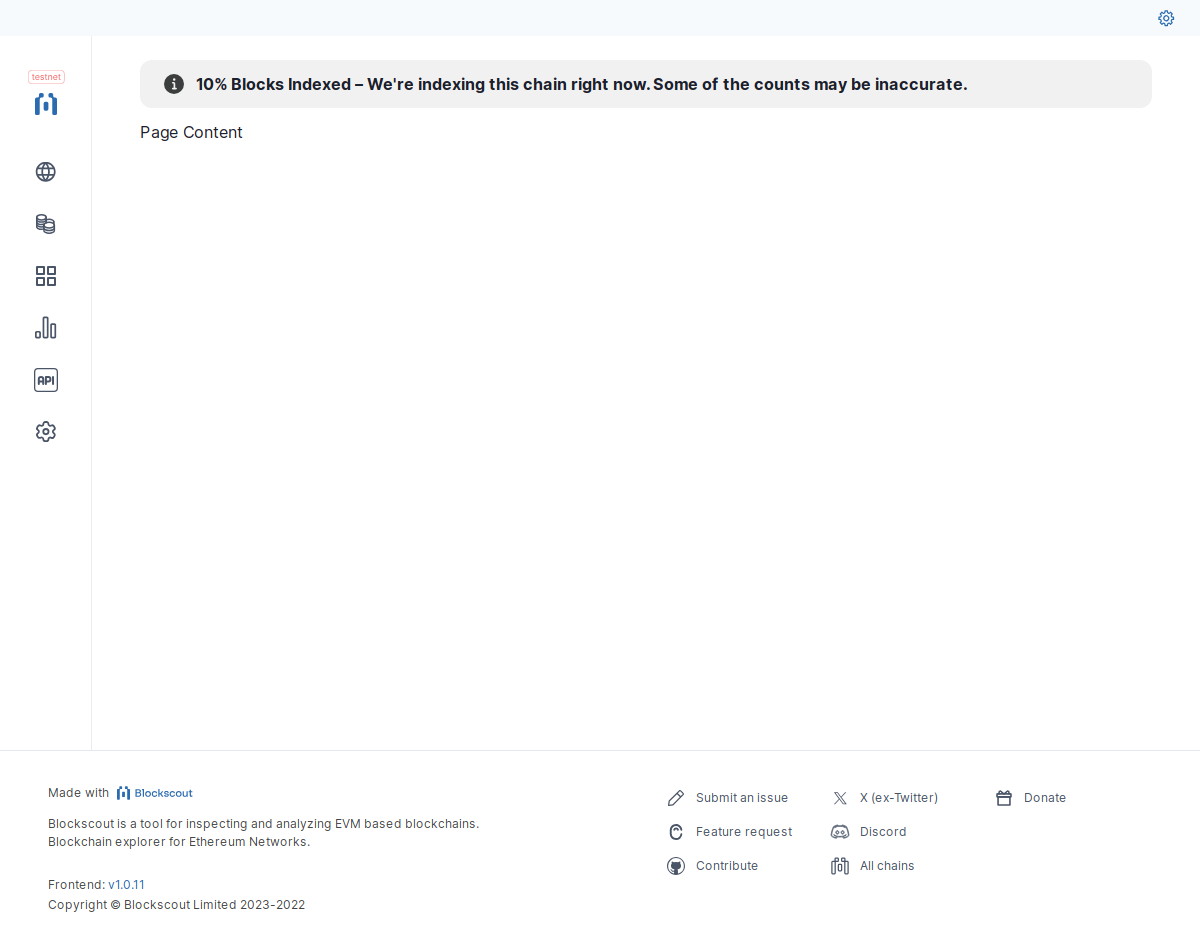 testnet
10% Blocks Indexed – We're indexing this chain right now. Some of the counts may be inaccurate.
Page Content
API
Made with Blockscout
Blockscout is a tool for inspecting and analyzing EVM based blockchains.
Blockchain explorer for Ethereum Networks.
Frontend: v1.0.11
Copyright © Blockscout Limited 2023-2022
Submit an issue
Feature request
Contribute
X (ex-Twitter)
Discord
All chains
Donate